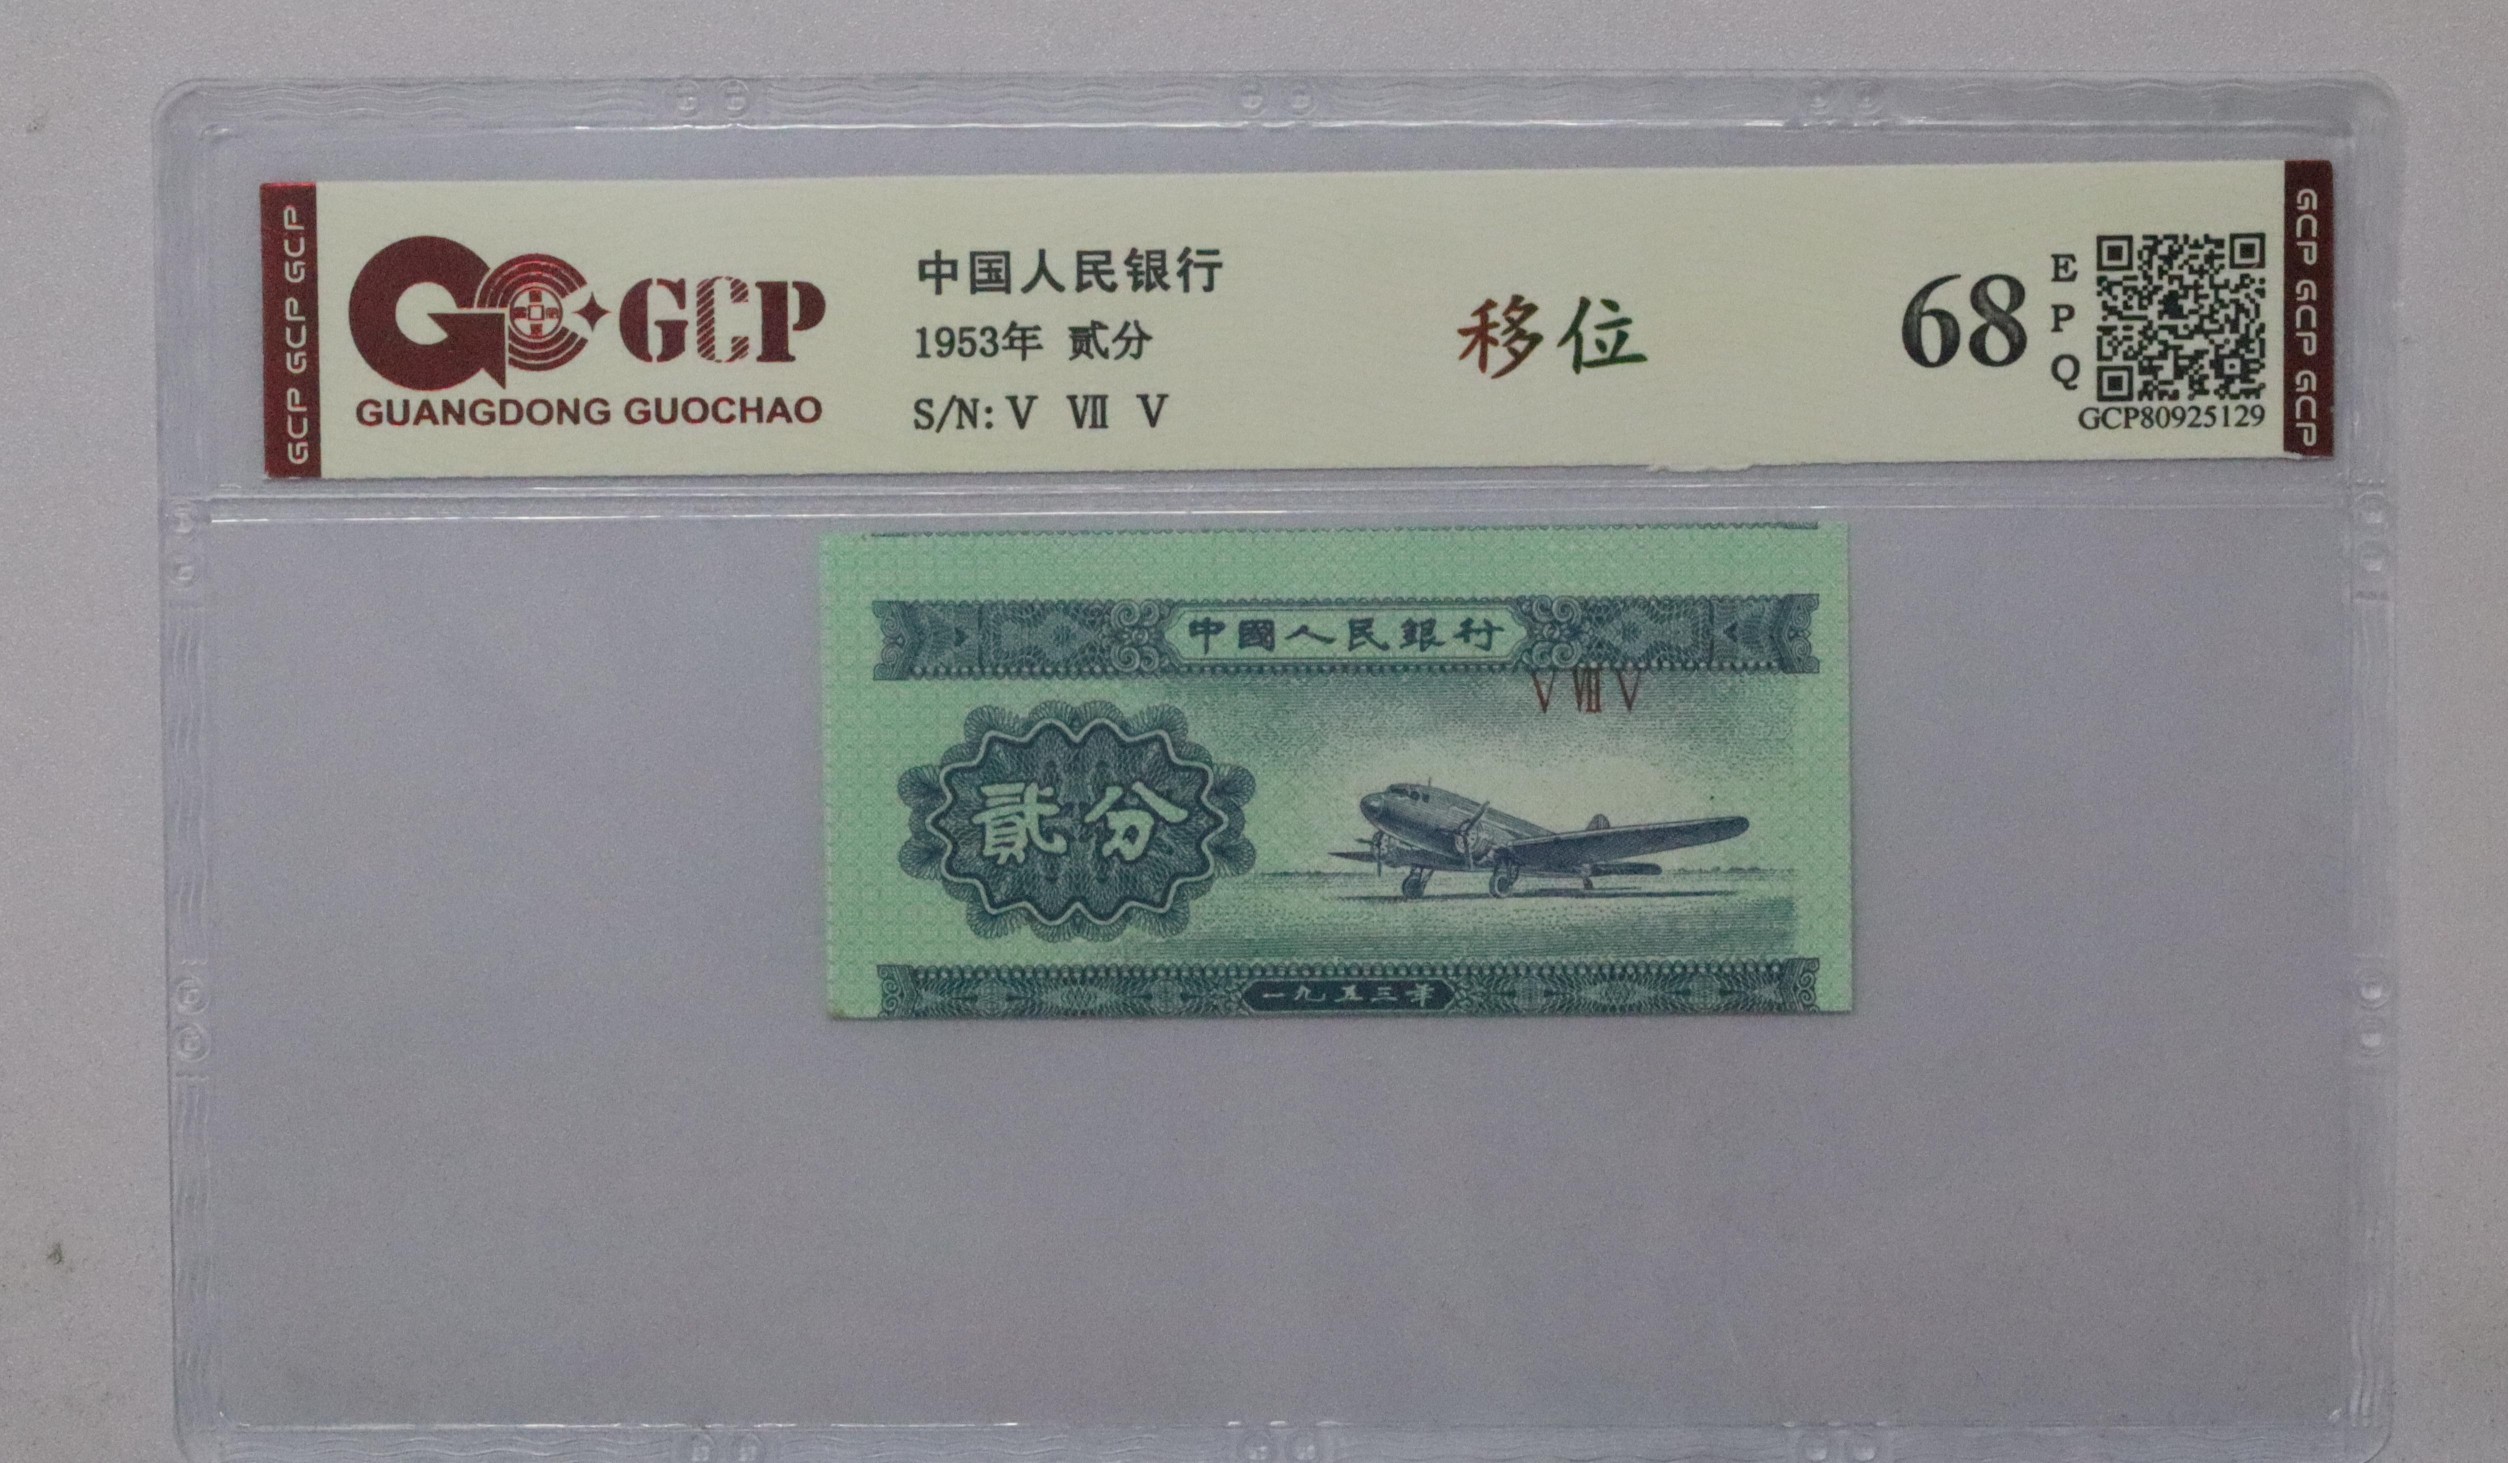 GCP GCP GCP
GCP
GUANGDONG GUOCHAO
中国人民银行
1953年 贰分
S/N: V Ⅶ V
移位
68
E
P
Q
GCP80925129
GCP GCP GCP
中國人民銀行
V Ⅷ V
貳分
一九五三年